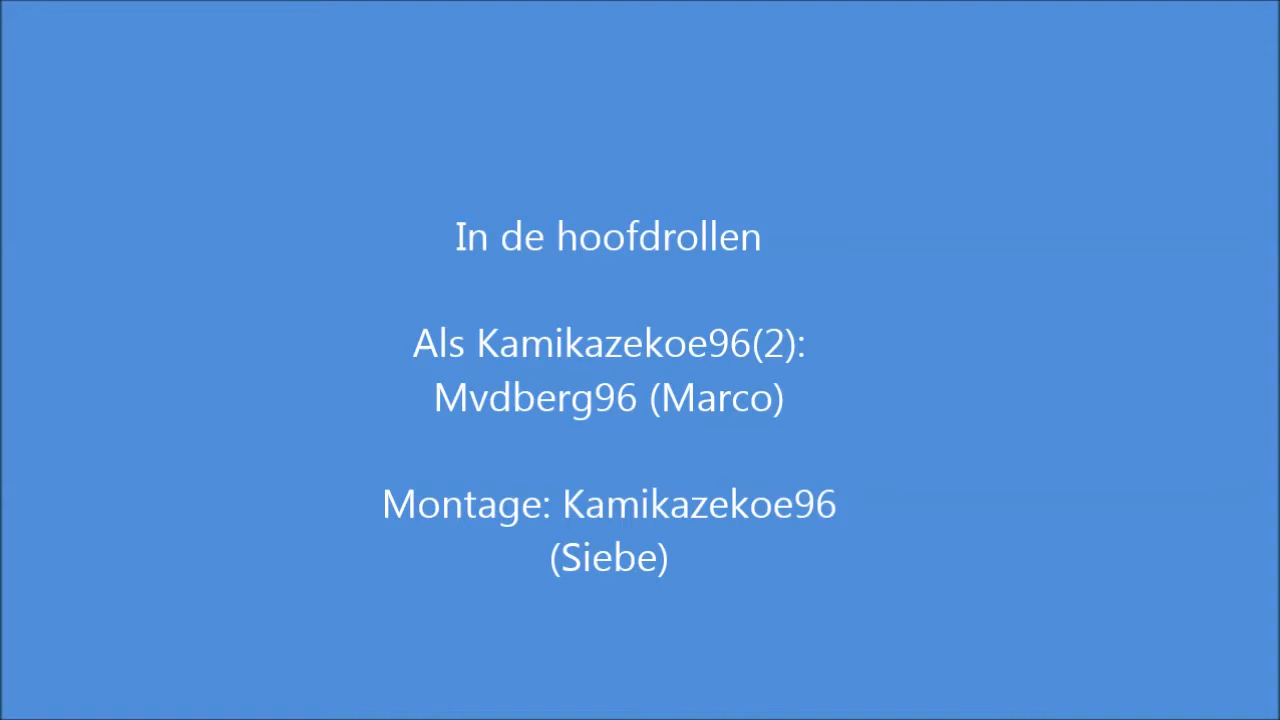 In de hoofdrollen
Als Kamikazekoe96(2):
Mvdberg96 (Marco)
Montage: Kamikazekoe96
(Siebe)